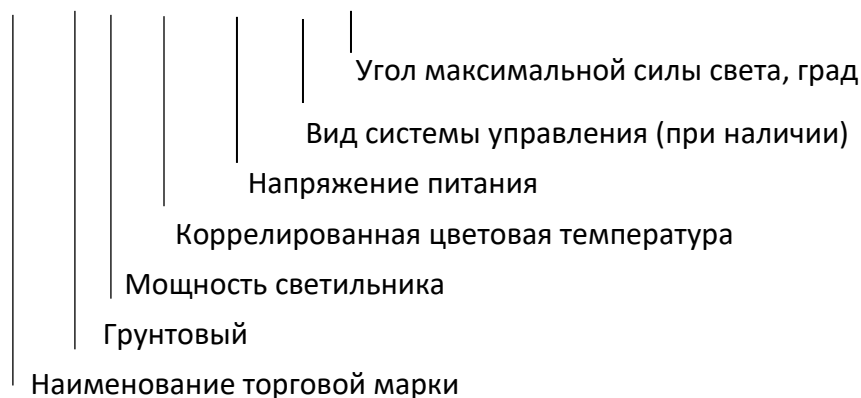 Угол максимальной силы света, град
Вид системы управления (при наличии)
Напряжение питания
Коррелированная цветовая температура
Мощность светильника
Грунтовый
Наименование торговой марки